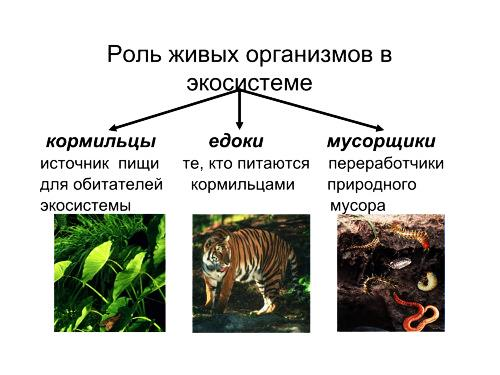 Роль живых организмов в
экосистеме
кормильцы
источник пищи
для обитателей
экосистемы
едоки
те, кто питаются
кормильцами
мусорщики
переработчики
природного
мусора